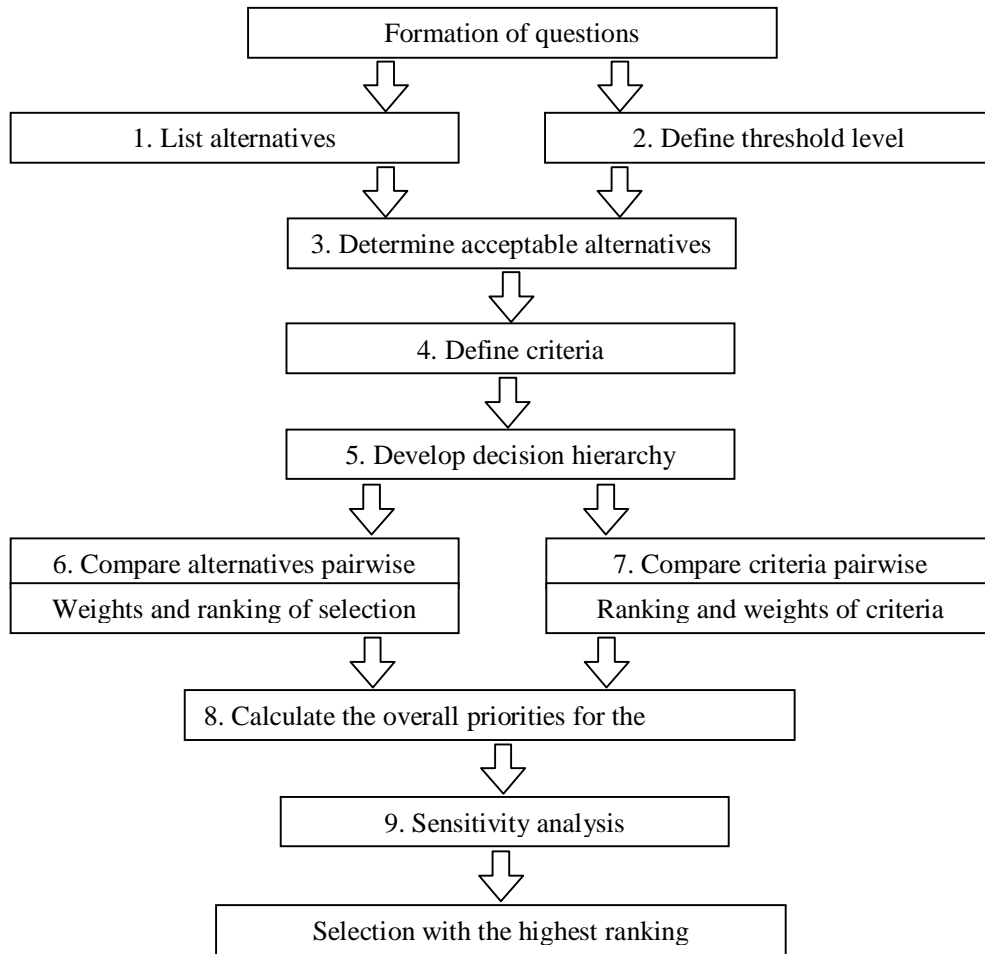 Formation of questions
1. List alternatives
2. Define threshold level
3. Determine acceptable alternatives
4. Define criteria
5. Develop decision hierarchy
6. Compare alternatives pairwise
7. Compare criteria pairwise
Weights and ranking of selection
Ranking and weights of criteria
8. Calculate the overall priorities for the
9. Sensitivity analysis
Selection with the highest ranking